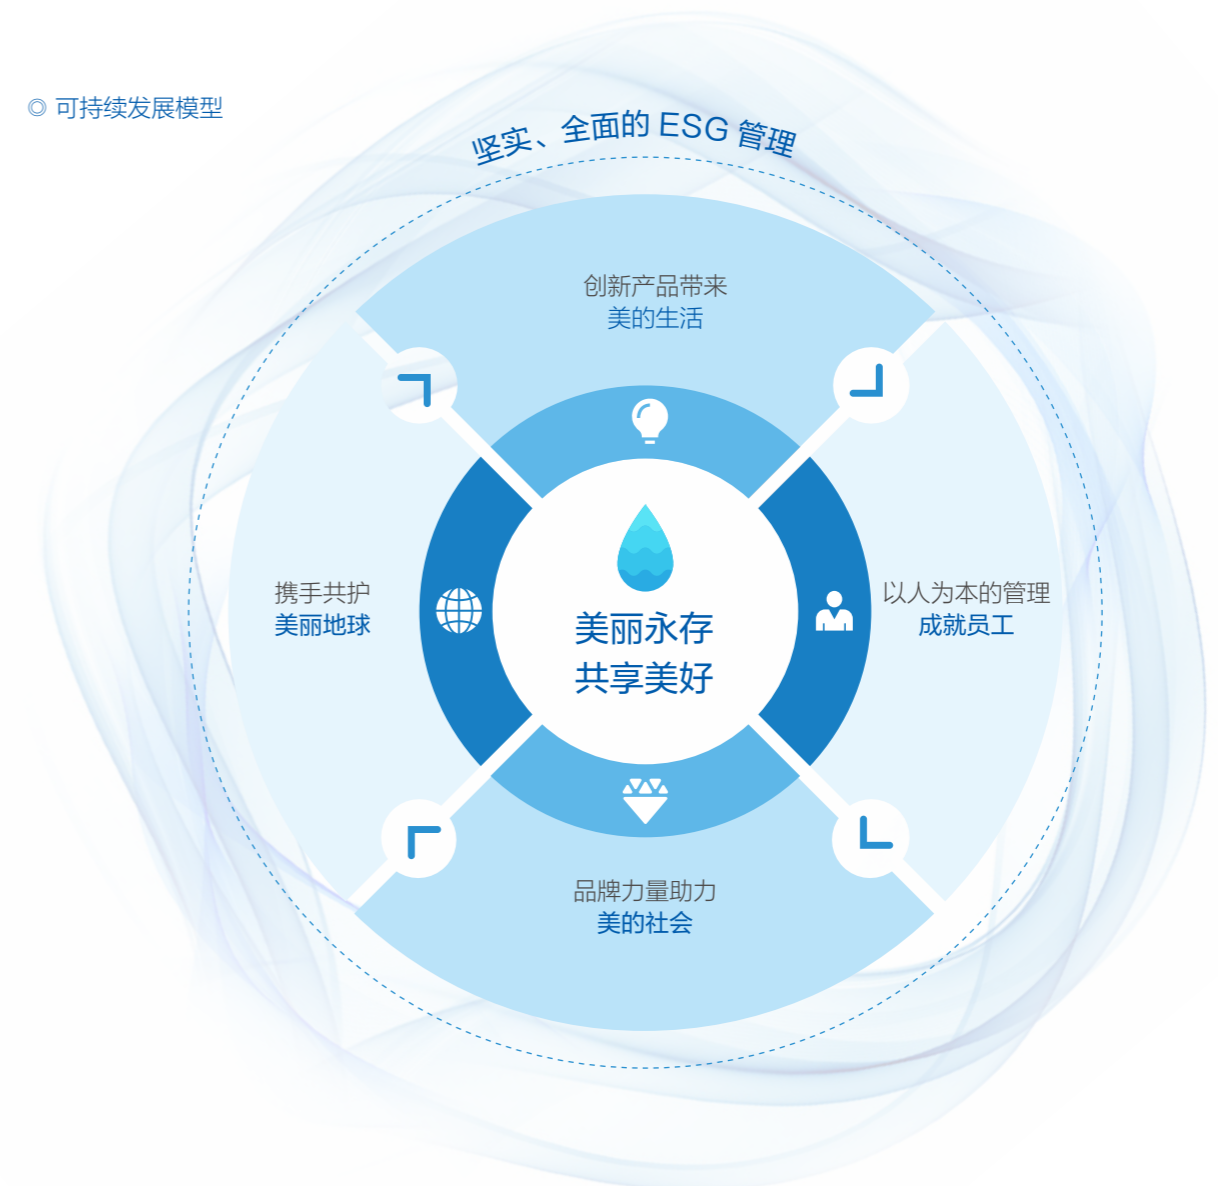 ◎ 可持续发展模型
坚实、全面的 ESG 管理
创新产品带来
美的生活
携手共护
美丽地球
美丽永存
共享美好
以人为本的管理
成就员工
品牌力量助力
美的社会